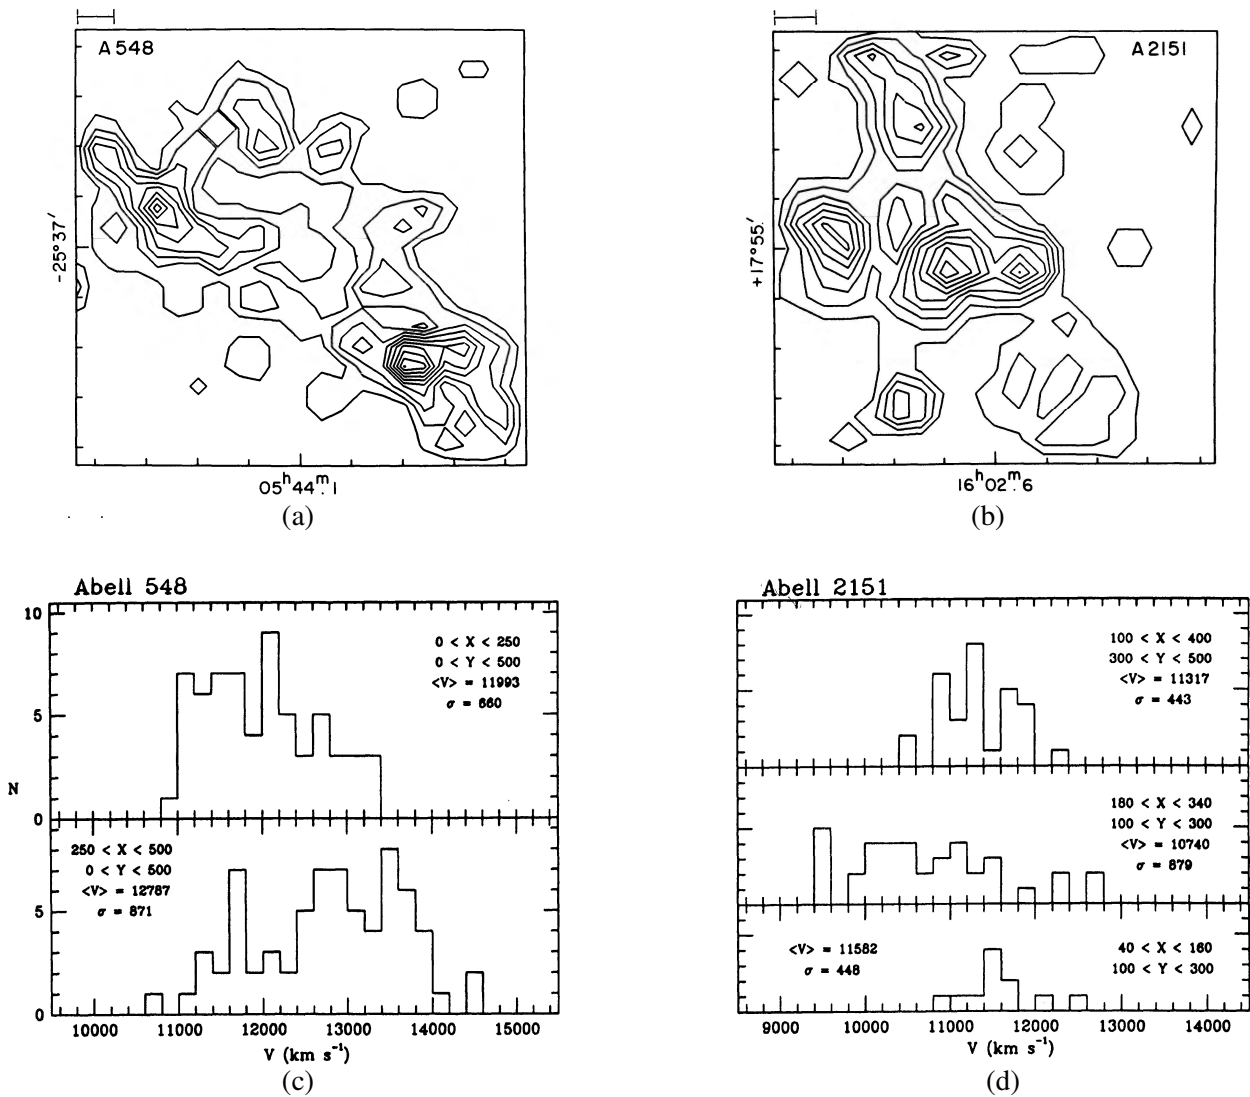 A548
-25°37′
05ʰ44ᵐ.1
(a)
A2151
+17°55.′
16ʰ02ᵐ.6
(b)
Abell 548
10
5
0
N
0 < X < 250
0 < Y < 500
<V> = 11993
σ = 660
250 < X < 500
0 < Y < 500
<V> = 12787
σ = 871
5
0
10000 11000 12000 13000 14000 15000
V (km s⁻¹)
(c)
Abell 2151
100 < X < 400
300 < Y < 500
<V> = 11317
σ = 443
180 < X < 340
100 < Y < 300
<V> = 10740
σ = 879
<V> = 11582
σ = 448
40 < X < 160
100 < Y < 300
9000 10000 11000 12000 13000 14000
V (km s⁻¹)
(d)